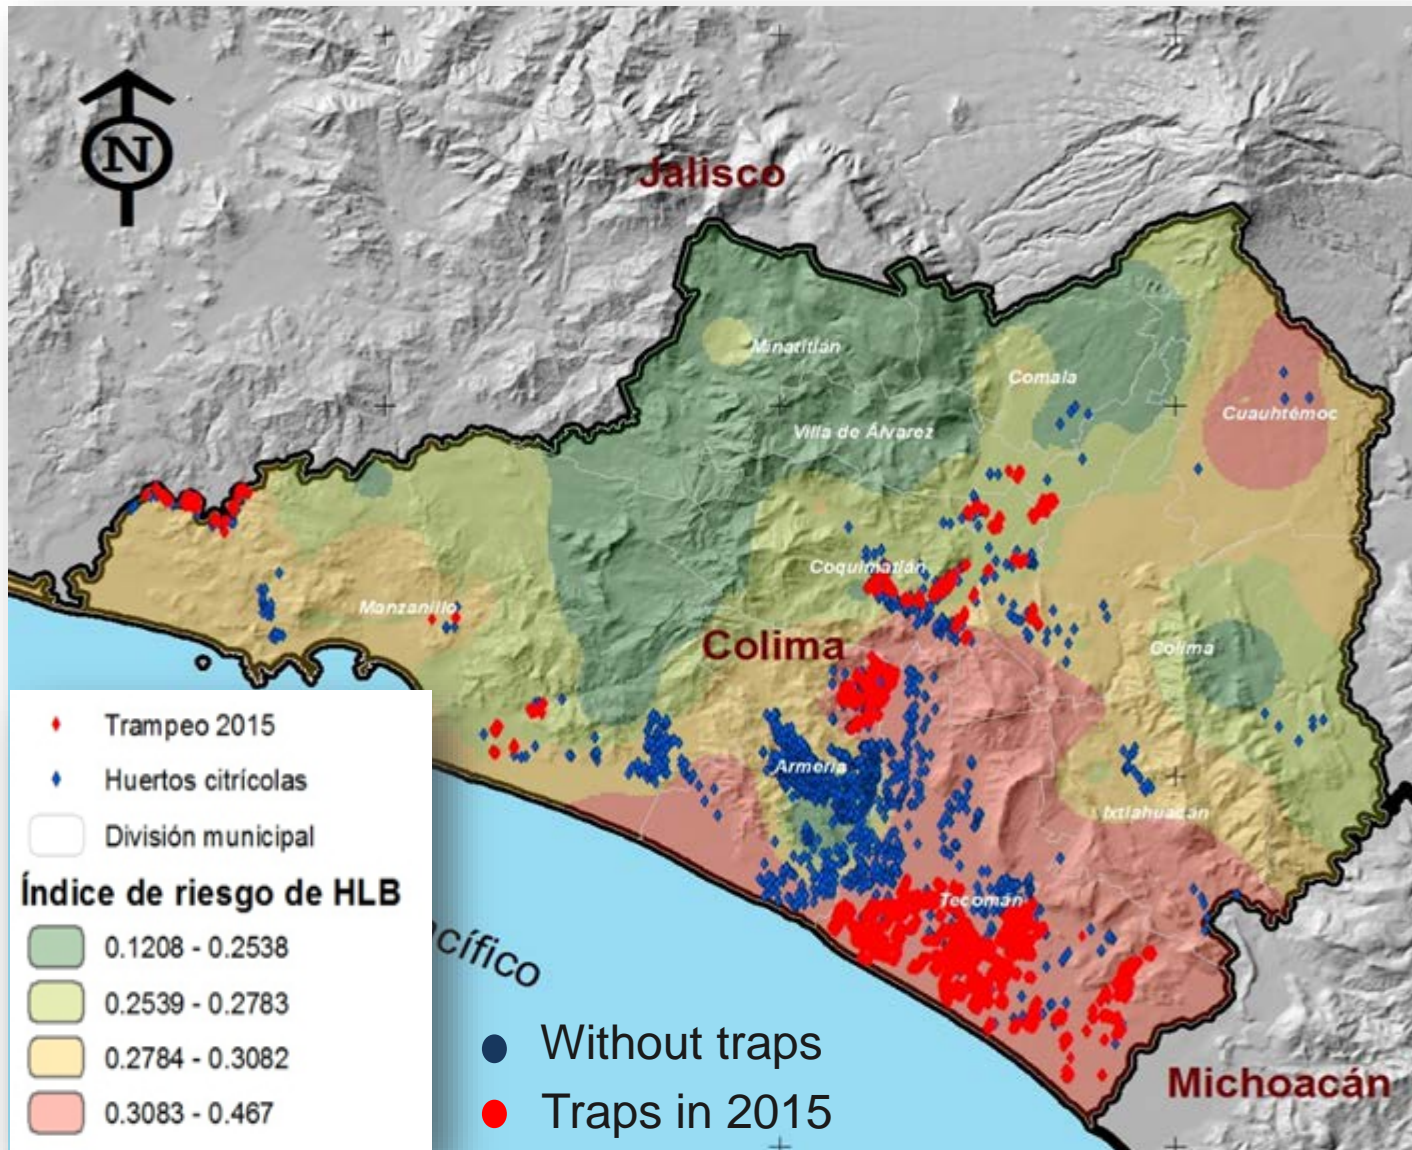 N
Jalisco
Minatitlán
Comala
Cuauhtémoc
Villa de Álvarez
Coquimatlán
Manzanillo
Colima
Colima
Armería
Ixtlahuacán
Tecomán
cífico
Michoacán
Trampeo 2015
Huertos citrícolas
División municipal
Índice de riesgo de HLB
0.1208 - 0.2538
0.2539 - 0.2783
0.2784 - 0.3082
0.3083 - 0.467
Without traps
Traps in 2015